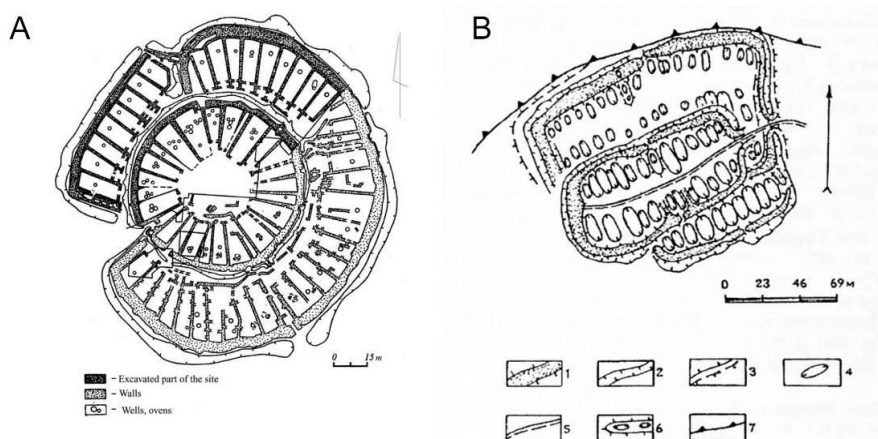 A
B
15 m
- Excavated part of the site
- Walls
- Wells, ovens
0 23 46 69 м
1 2 3 4
5 6 7